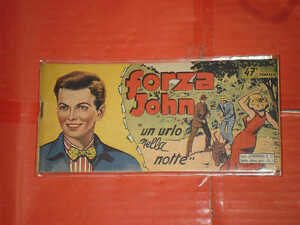 forza
John
47
"un urlo
nella
notte"